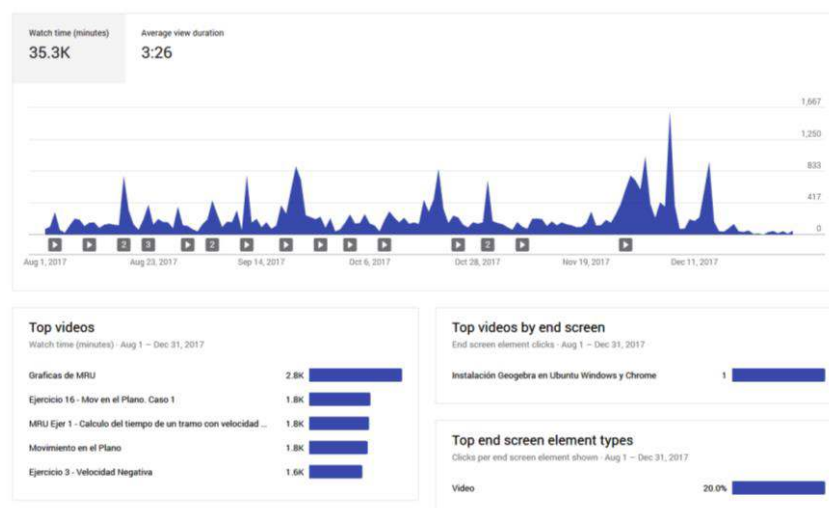 Watch time (minutes)
35.3K
Average view duration
3:26
1,667
1,250
833
417
0
2
3
2
2
Aug 1, 2017
Aug 23, 2017
Sep 14, 2017
Oct 6, 2017
Oct 28, 2017
Nov 19, 2017
Dec 11, 2017
Top videos
Watch time (minutes) · Aug 1 – Dec 31, 2017
Graficas de MRU 2.8K
Ejercicio 16 - Mov en el Plano. Caso 1 1.8K
MRU Ejer 1 - Calculo del tiempo de un tramo con velocidad ... 1.8K
Movimiento en el Plano 1.8K
Ejercicio 3 - Velocidad Negativa 1.6K
Top videos by end screen
End screen element clicks · Aug 1 – Dec 31, 2017
Instalación Geogebra en Ubuntu Windows y Chrome 1
Top end screen element types
Clicks per end screen element shown · Aug 1 – Dec 31, 2017
Video 20.0%